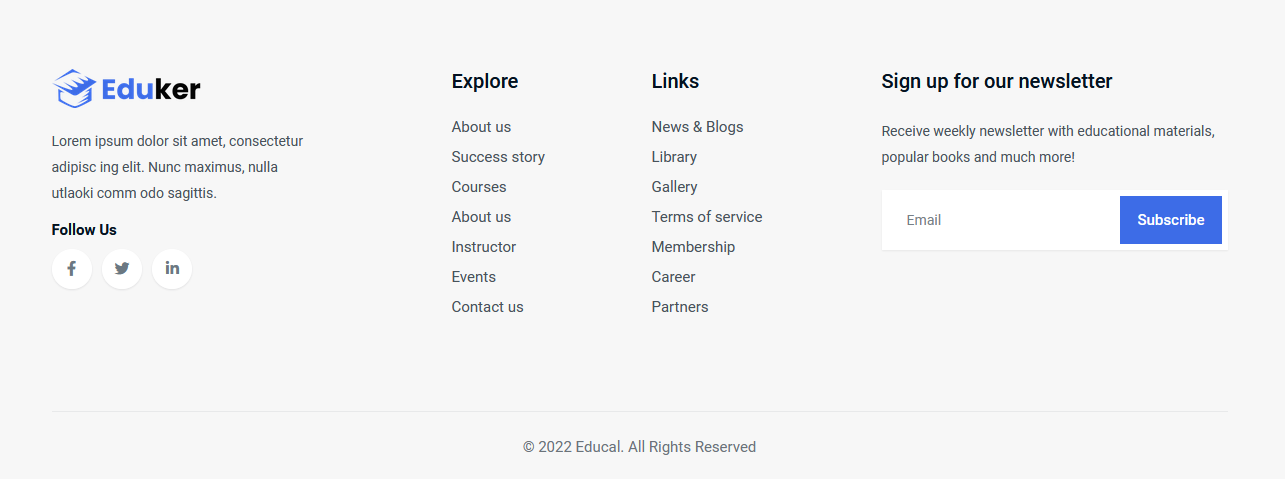 Eduker
Lorem ipsum dolor sit amet, consectetur
adipisc ing elit. Nunc maximus, nulla
utlaoki comm odo sagittis.
Follow Us
Explore
About us
Success story
Courses
About us
Instructor
Events
Contact us
Links
News & Blogs
Library
Gallery
Terms of service
Membership
Career
Partners
Sign up for our newsletter
Receive weekly newsletter with educational materials,
popular books and much more!
Email
Subscribe
© 2022 Educal. All Rights Reserved